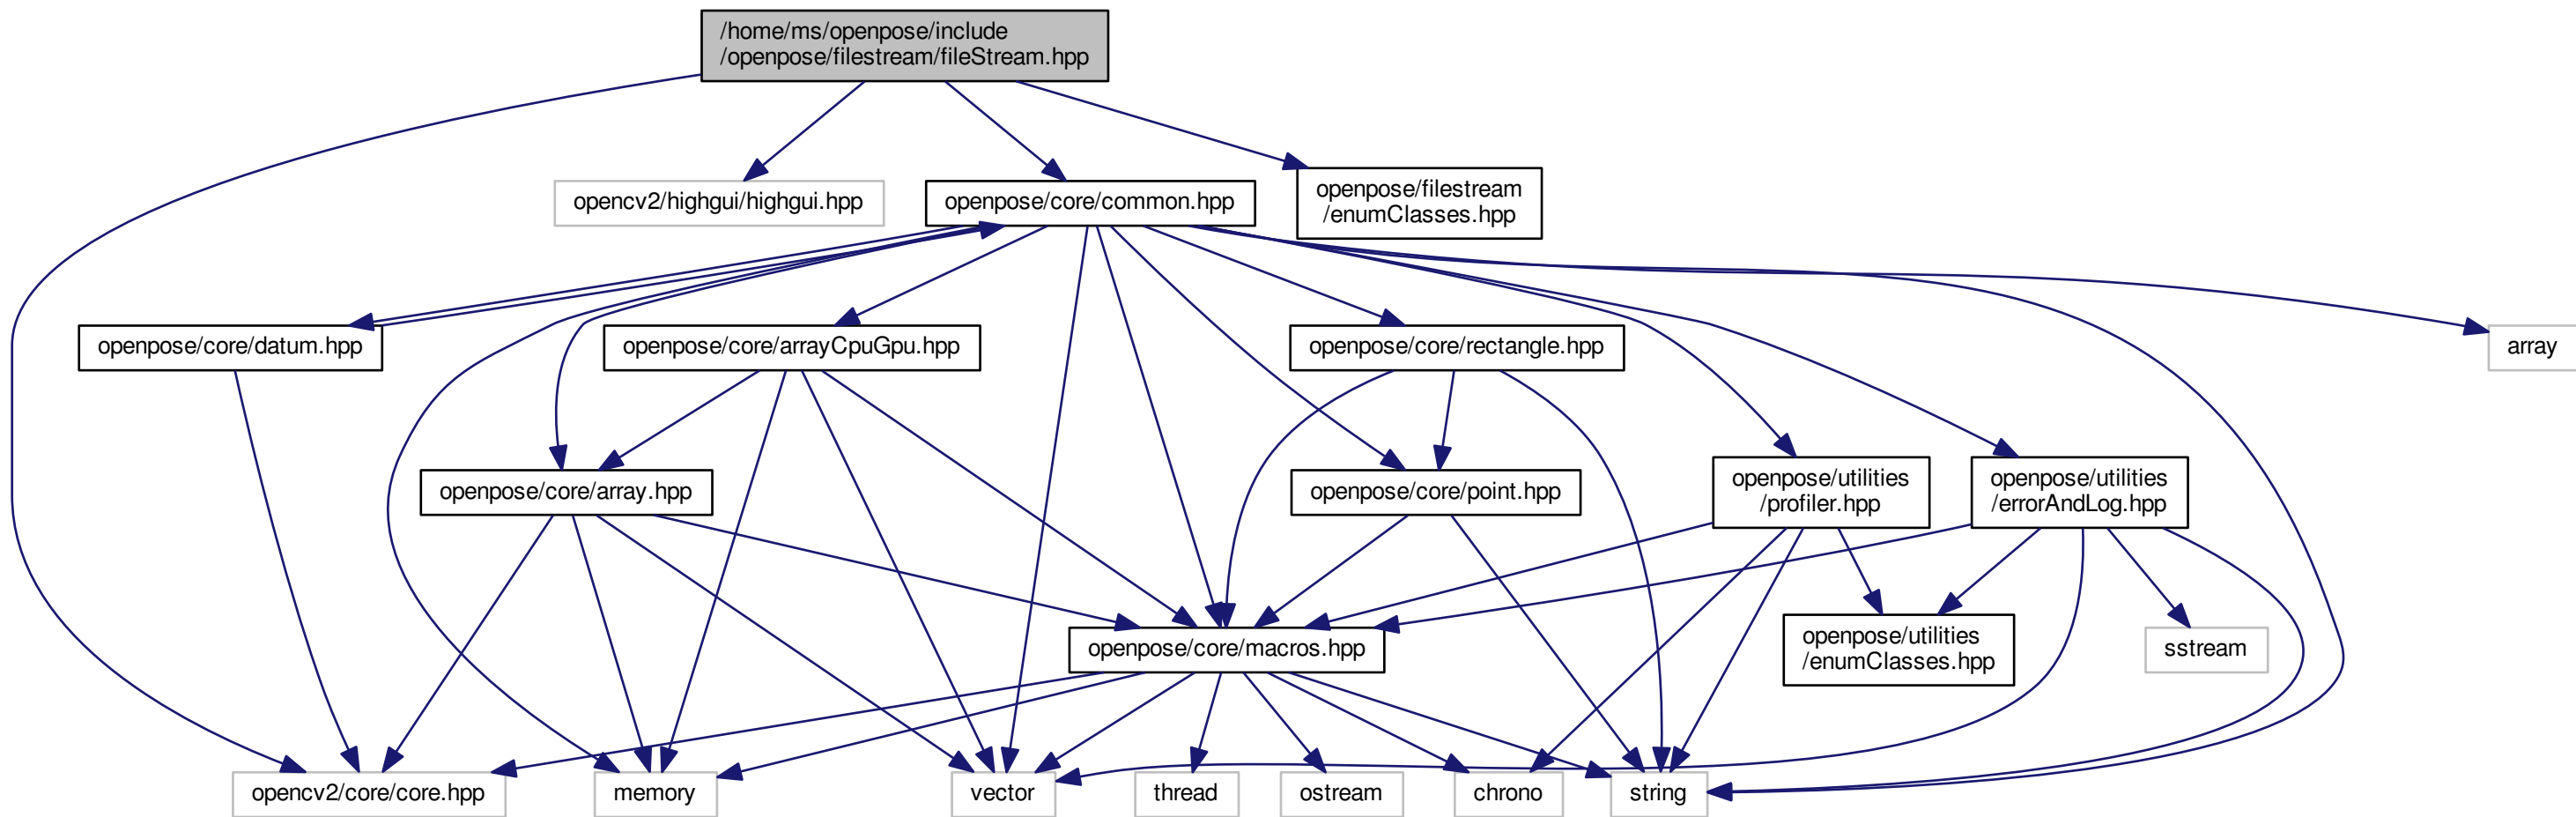 /home/ms/openpose/include
/openpose/filestream/fileStream.hpp
opencv2/highgui/highgui.hpp
openpose/core/common.hpp
openpose/filestream
/enumClasses.hpp
openpose/core/datum.hpp
openpose/core/arrayCpuGpu.hpp
openpose/core/rectangle.hpp
array
openpose/core/array.hpp
openpose/core/point.hpp
openpose/utilities
/profiler.hpp
openpose/utilities
/errorAndLog.hpp
openpose/core/macros.hpp
openpose/utilities
/enumClasses.hpp
sstream
opencv2/core/core.hpp
memory
vector
thread
ostream
chrono
string